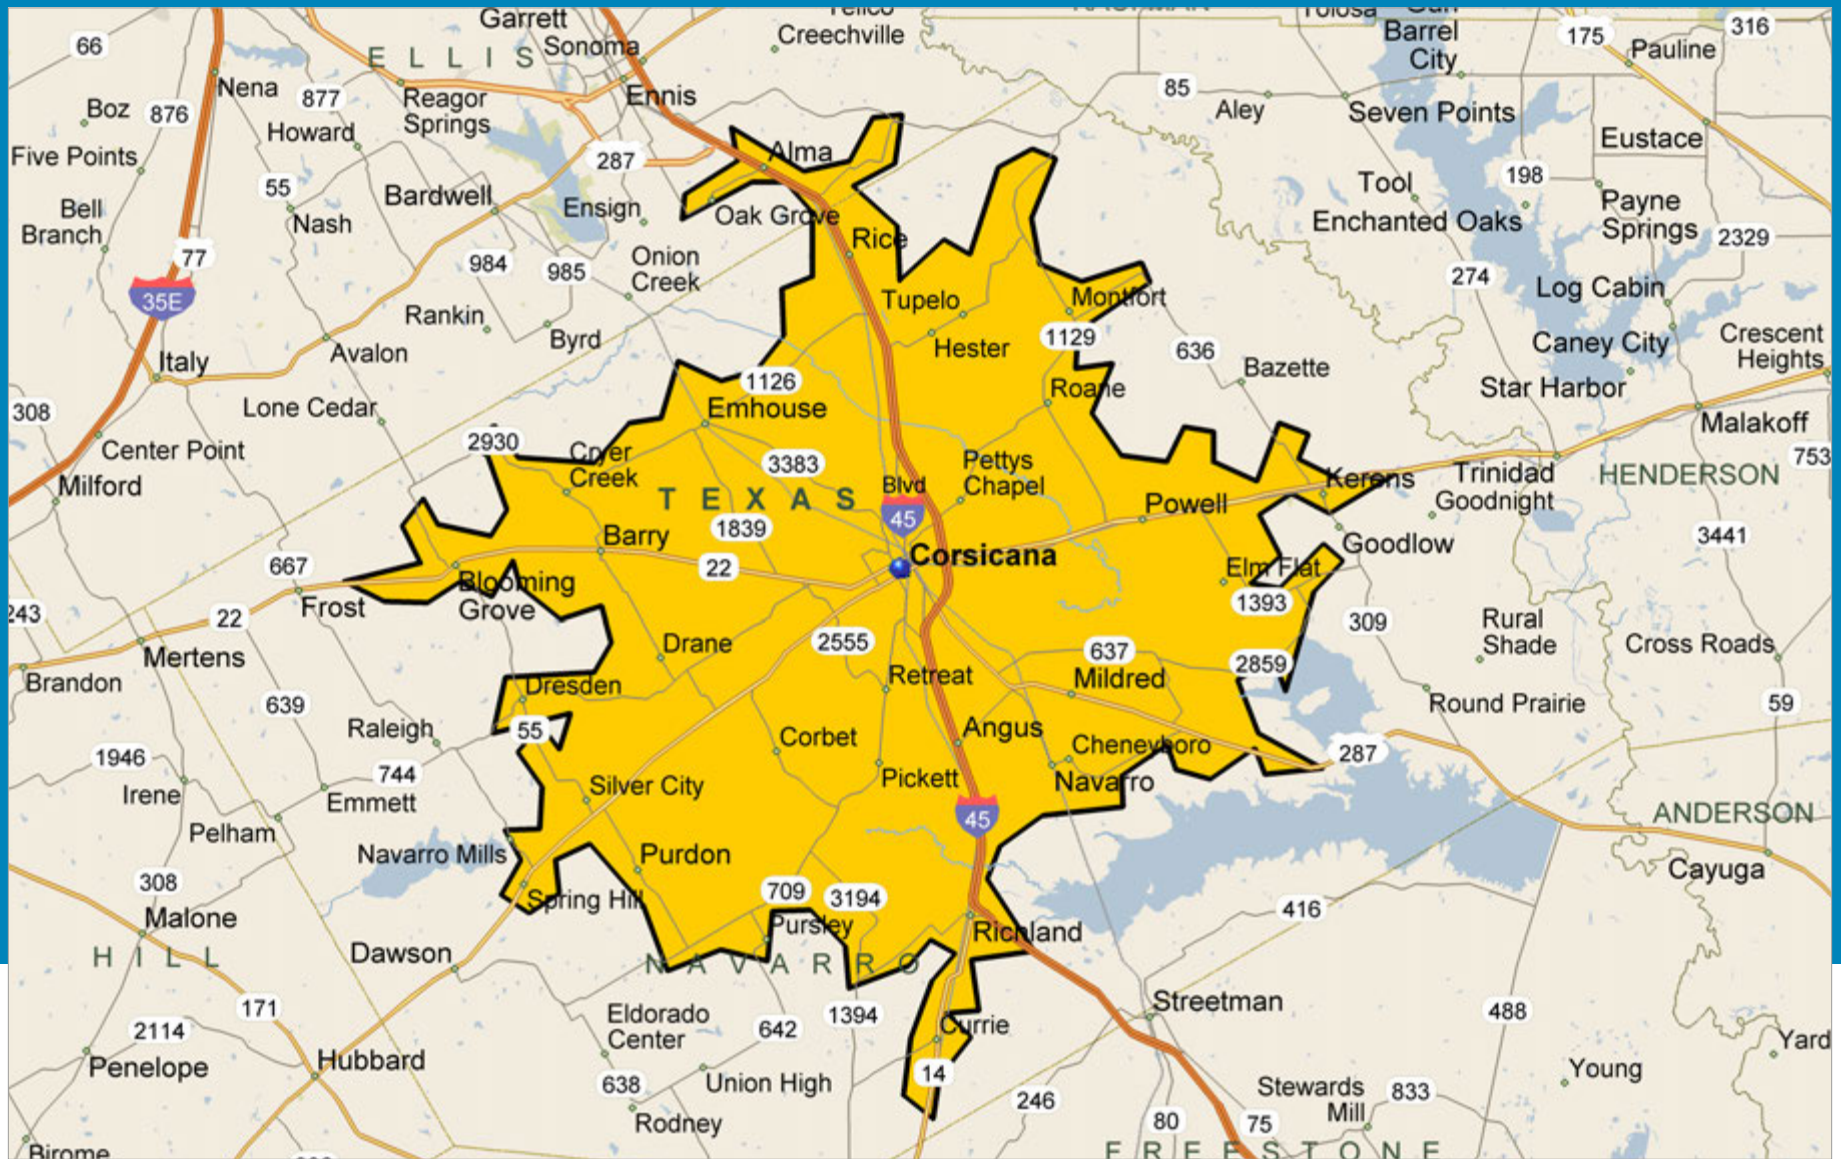 Garrett
Telico
Creechville
KAUFMAN
Tolosa
Gun
Barrel
City
175
316
Pauline
66
ELLIS
Sonoma
Nena
877
Reagor
Springs
Ennis
85
Aley
Seven Points
Boz
876
Howard
Eustace
Five Points
287
Alma
55
Bardwell
198
Tool
Bell
Branch
Nash
Ensign
Oak Grove
Enchanted Oaks
Payne
Springs
77
Rice
2329
984
985
Onion
Creek
274
Log Cabin
35E
Rankin
Byrd
Tupelo
Montfort
Italy
Avalon
Hester
1129
636
Caney City
Crescent
Heights
1126
Bazette
Star Harbor
308
Lone Cedar
Emhouse
Roane
Malakoff
Center Point
2930
Cryer
Creek
3383
Pettys
Chapel
Kerens
Trinidad
753
Milford
TEXAS
Blvd
Powell
Goodnight
HENDERSON
1839
45
Barry
Corsicana
Goodlow
3441
667
22
Elm Flat
Blooming
Grove
1393
243
22
Frost
309
Rural
Shade
Mertens
Drane
2555
637
2859
Cross Roads
Brandon
Dresden
Retreat
Mildred
Round Prairie
59
639
Raleigh
55
Corbet
Angus
Cheneyboro
287
1946
744
Silver City
Pickett
Navarro
Irene
Emmett
45
ANDERSON
Pelham
Navarro Mills
Purdon
Cayuga
308
Spring Hill
709
3194
416
Malone
Pursley
Richland
HILL
Dawson
NAVARRO
171
Eldorado
Center
642
1394
Streetman
488
2114
Currie
Penelope
Hubbard
Union High
14
Young
Yard
638
Rodney
246
Stewards
Mill
833
80
75
Birome
FREESTONE